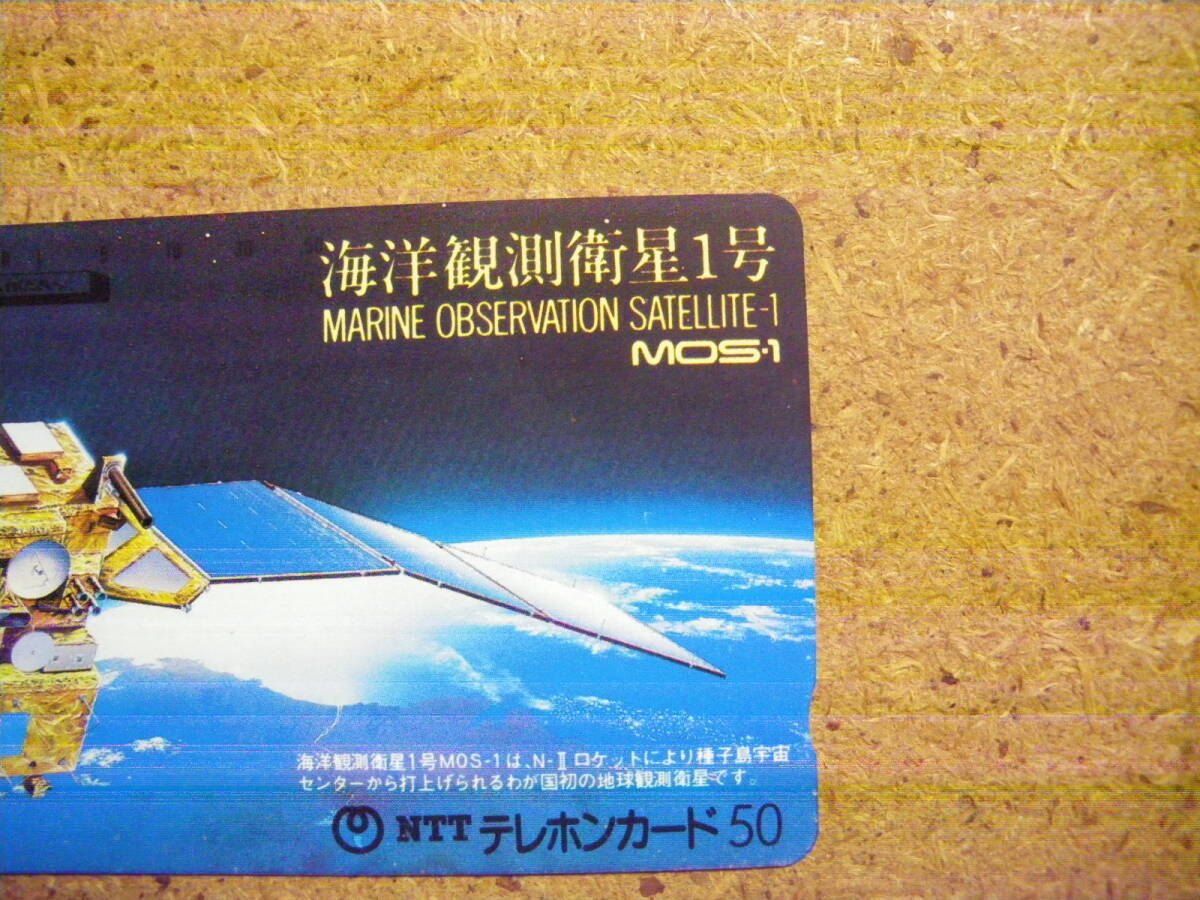 50
海洋観測衛星1号
MARINE OBSERVATION SATELLITE-1
MOS-1
海洋観測衛星1号MOS-1は、N-Ⅱロケットにより種子島宇宙
センターから打上げられるわが国初の地球観測衛星です。
NTT テレホンカード 50